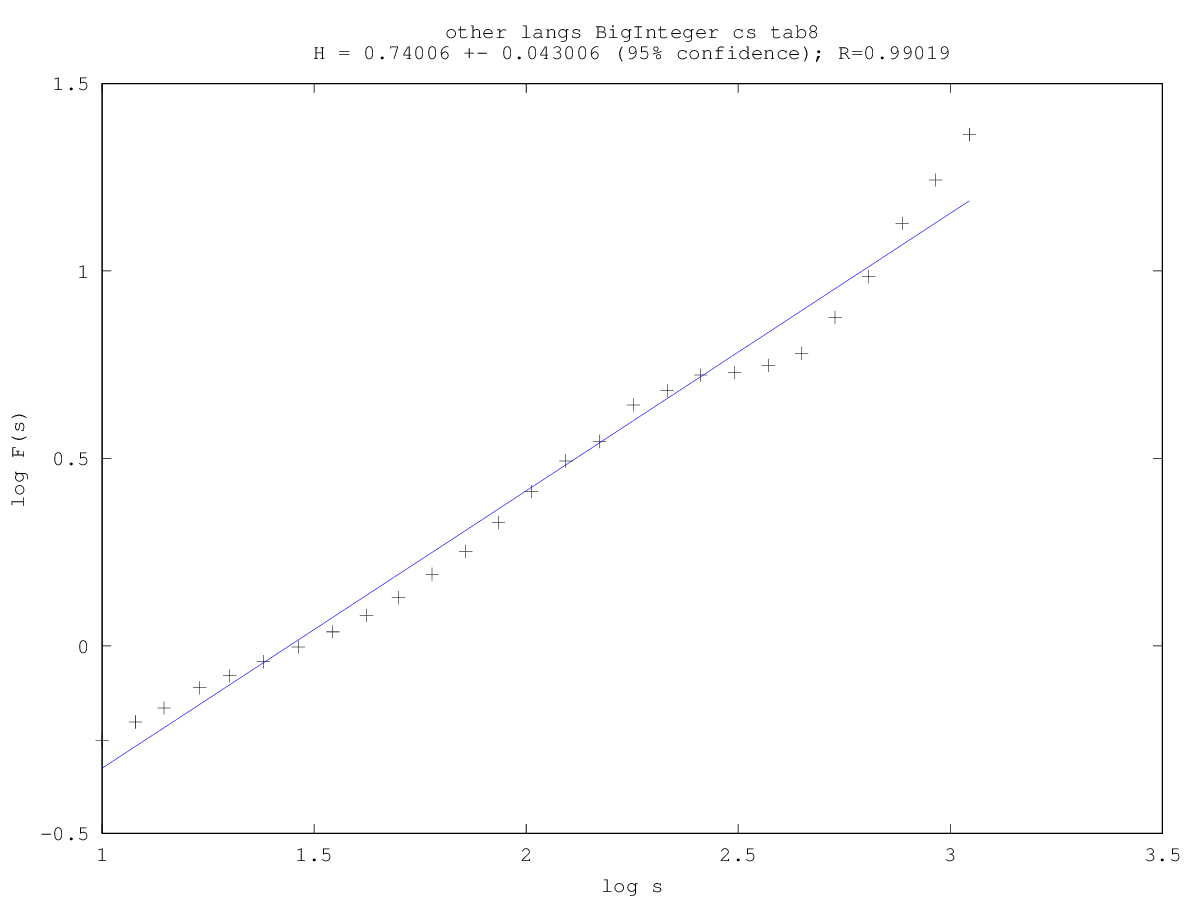 other langs BigInteger cs tab8
H = 0.74006 +- 0.043006 (95% confidence); R=0.99019
1.5
1
0.5
0
-0.5
log F(s)
1 1.5 2 2.5 3 3.5
log s